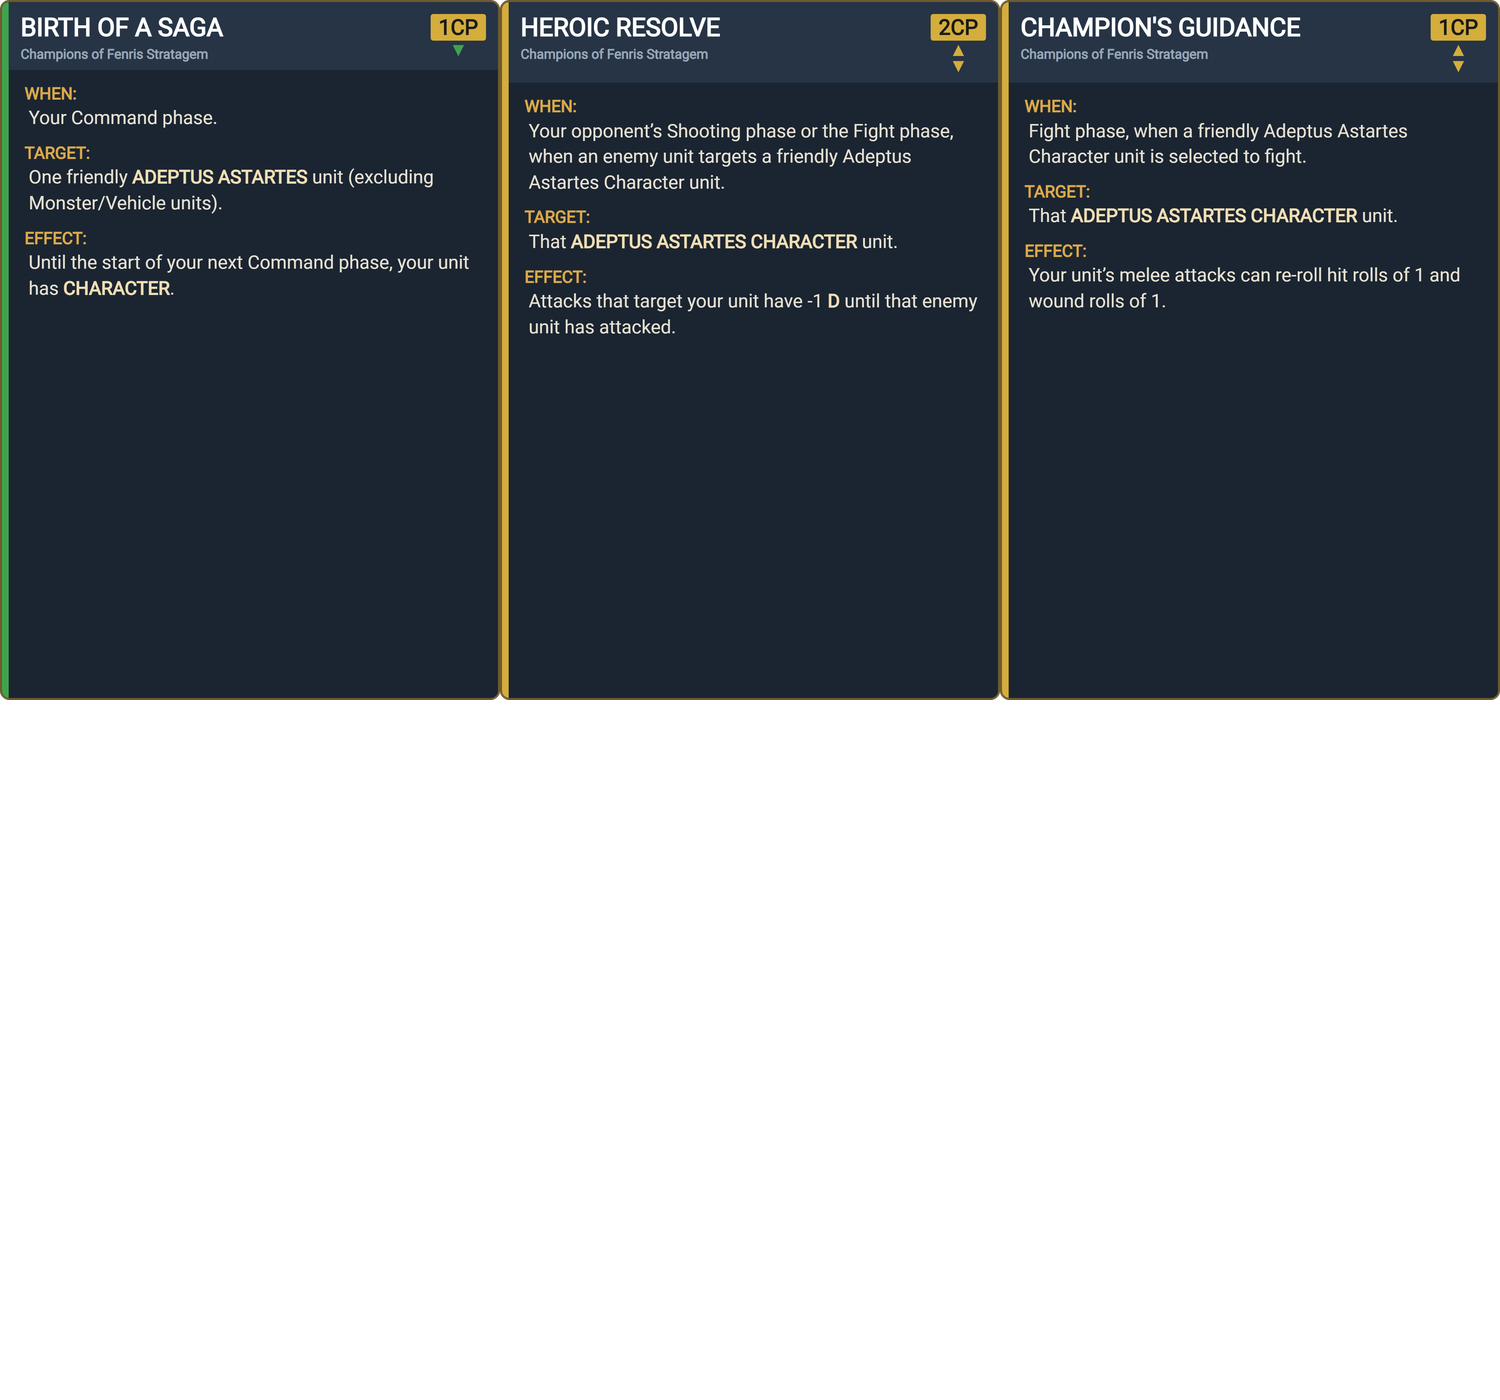 BIRTH OF A SAGA
1CP
Champions of Fenris Stratagem
WHEN:
Your Command phase.
TARGET:
One friendly ADEPTUS ASTARTES unit (excluding
Monster/Vehicle units).
EFFECT:
Until the start of your next Command phase, your unit
has CHARACTER.
HEROIC RESOLVE
2CP
Champions of Fenris Stratagem
WHEN:
Your opponent’s Shooting phase or the Fight phase,
when an enemy unit targets a friendly Adeptus
Astartes Character unit.
TARGET:
That ADEPTUS ASTARTES CHARACTER unit.
EFFECT:
Attacks that target your unit have -1 D until that enemy
unit has attacked.
CHAMPION'S GUIDANCE
1CP
Champions of Fenris Stratagem
WHEN:
Fight phase, when a friendly Adeptus Astartes
Character unit is selected to fight.
TARGET:
That ADEPTUS ASTARTES CHARACTER unit.
EFFECT:
Your unit’s melee attacks can re-roll hit rolls of 1 and
wound rolls of 1.